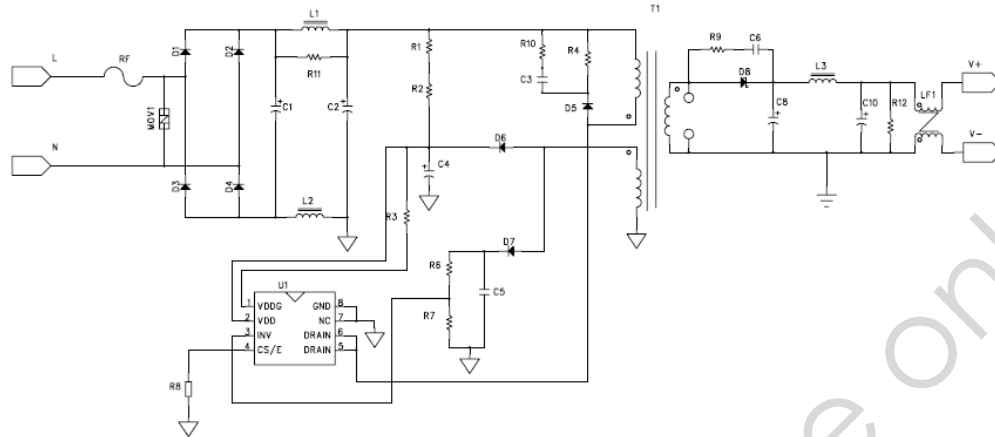 T1
L1
R9
C6
D1
D2
R1
R10
R4
L
RF
R11
V+
D8
L3
C3
R2
LF1
C1
C2
D5
C8
C10
R12
MOV1
N
D6
V-
C4
D3
D4
L2
R3
D7
R6
C5
U1
1 VDDG GND 8
2 VDD NC 7
3 INV DRAIN 6
4 CS/E DRAIN 5
R7
R8
e only